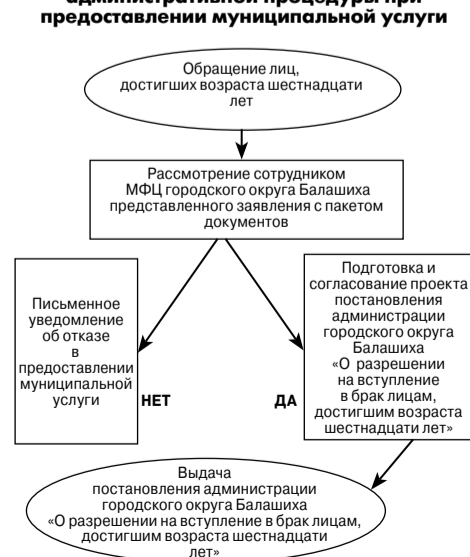 административной процедуры при
предоставлении муниципальной услуги
Обращение лиц,
достигших возраста шестнадцати
лет
Рассмотрение сотрудником
МФЦ городского округа Балашиха
представленного заявления с пакетом
документов
Письменное
уведомление
об отказе
в
предоставлении
муниципальной
услуги
НЕТ
ДА
Подготовка и
согласование проекта
постановления
администрации
городского округа
Балашиха
«О разрешении
на вступление
в брак лицам,
достигшим возраста
шестнадцати лет»
Выдача
постановления администрации
городского округа Балашиха
«О разрешении на вступление в брак лицам,
достигшим возраста шестнадцати
лет»